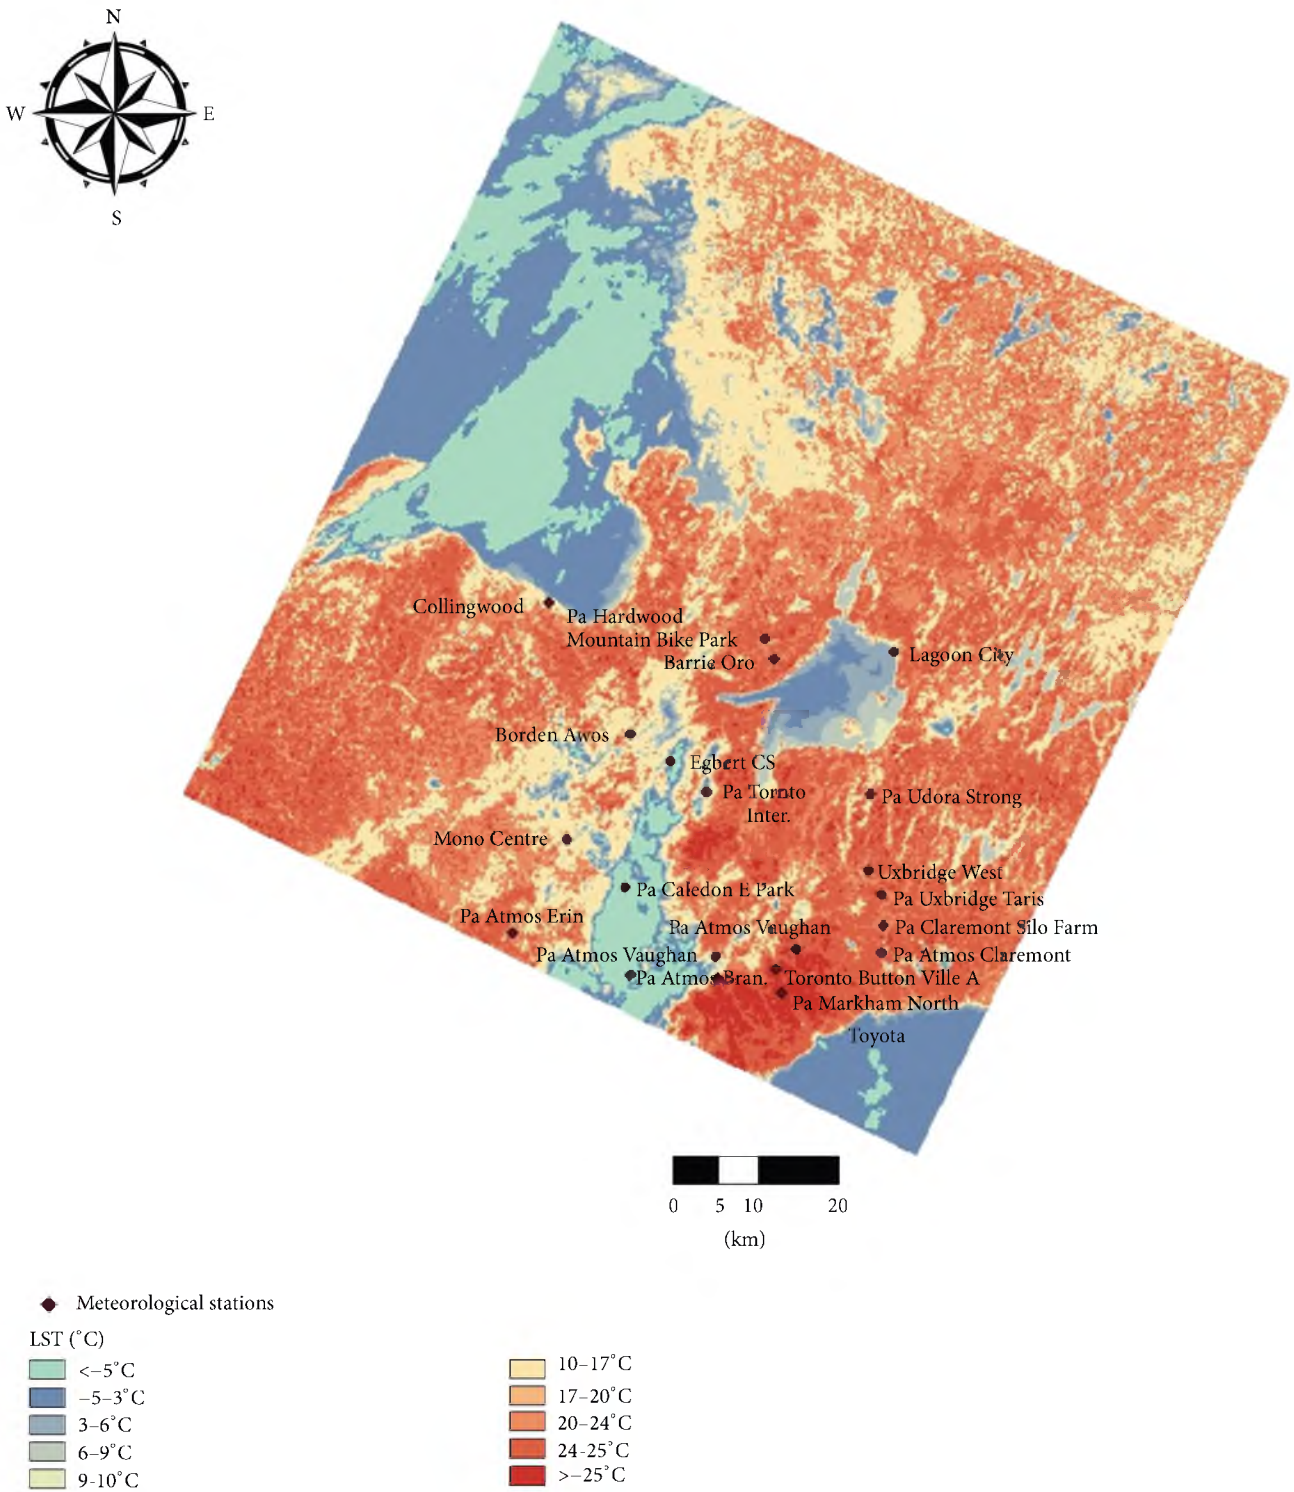 N
W
E
S
Collingwood
Pa Hardwood
Mountain Bike Park
Barrie Oro
Lagoon City
Borden Awos
Egbert CS
Pa Tornto
Inter.
Pa Udora Strong
Mono Centre
Uxbridge West
Pa Caledon E Park
Pa Uxbridge Taris
Pa Atmos Erin
Pa Atmos Vaughan
Pa Claremont Silo Farm
Pa Atmos Vaughan
Pa Atmos Claremont
Pa Atmos Bran.
Toronto Button Ville A
Pa Markham North
Toyota
0 5 10 20
(km)
Meteorological stations
LST (°C)
<–5°C
–5–3°C
3–6°C
6–9°C
9-10°C
10–17°C
17–20°C
20–24°C
24-25°C
>–25°C